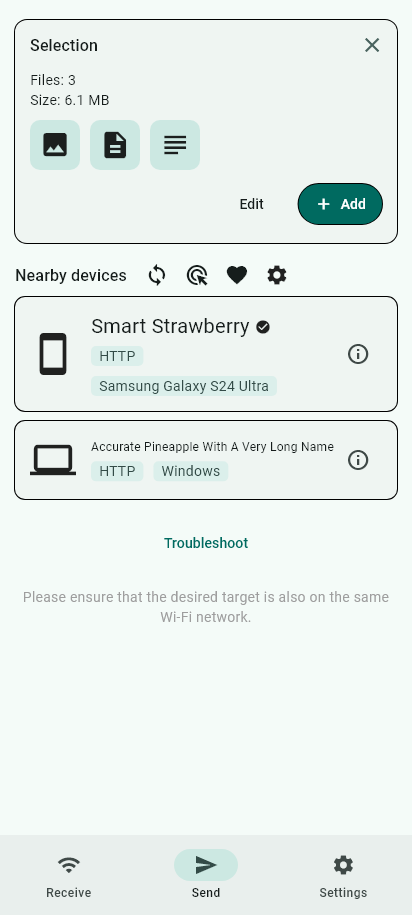 Selection
Files: 3
Size: 6.1 MB
Edit
Add
Nearby devices
Smart Strawberry
HTTP
Samsung Galaxy S24 Ultra
Accurate Pineapple With A Very Long Name
HTTP Windows
Troubleshoot
Please ensure that the desired target is also on the same
Wi-Fi network.
Receive Send Settings